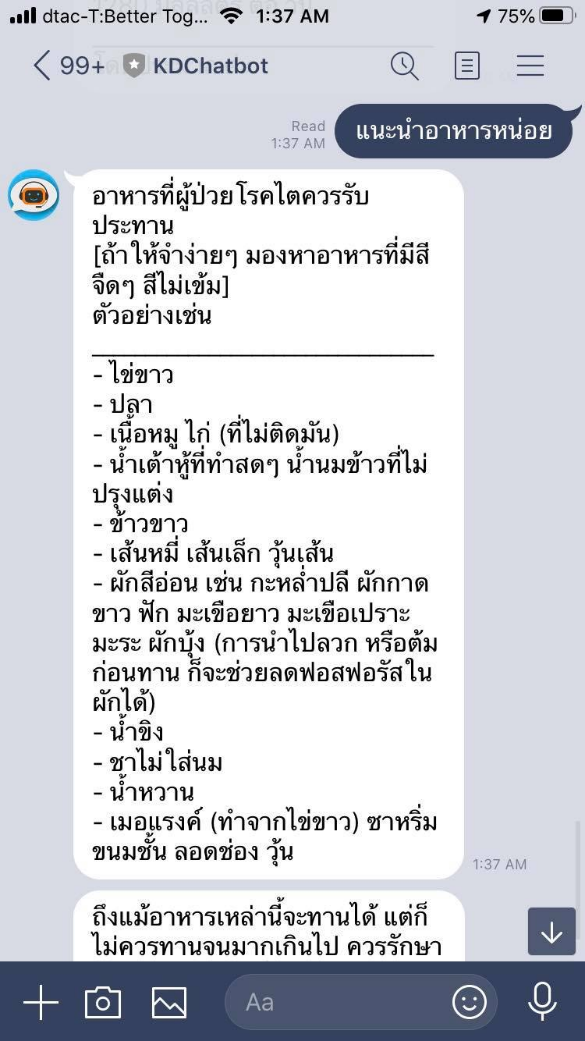 dtac-T:Better Tog... 1:37 AM 75%
99+ KDChatbot
Read
1:37 AM
แนะนำอาหารหน่อย
อาหารที่ผู้ป่วยโรคไตควรรับ
ประทาน
[ถ้าให้จำง่ายๆ มองหาอาหารที่มีสี
จืดๆ สีไม่เข้ม]
ตัวอย่างเช่น
- ไข่ขาว
- ปลา
- เนื้อหมู ไก่ (ที่ไม่ติดมัน)
- น้ำเต้าหู้ที่ทำสดๆ น้ำนมข้าวที่ไม่
ปรุงแต่ง
- ข้าวขาว
- เส้นหมี่ เส้นเล็ก วุ้นเส้น
- ผักสีอ่อน เช่น กะหล่ำปลี ผักกาด
ขาว ฟัก มะเขือยาว มะเขือเปราะ
มะระ ผักบุ้ง (การนำไปลวก หรือต้ม
ก่อนทาน ก็จะช่วยลดฟอสฟอรัสใน
ผักได้)
- น้ำขิง
- ชาไม่ใส่นม
- น้ำหวาน
- เมอแรงค์ (ทำจากไข่ขาว) ซาหริ่ม
ขนมชั้น ลอดช่อง วุ้น
1:37 AM
ถึงแม้อาหารเหล่านี้จะทานได้ แต่ก็
ไม่ควรทานจนมากเกินไป ควรรักษา
Aa